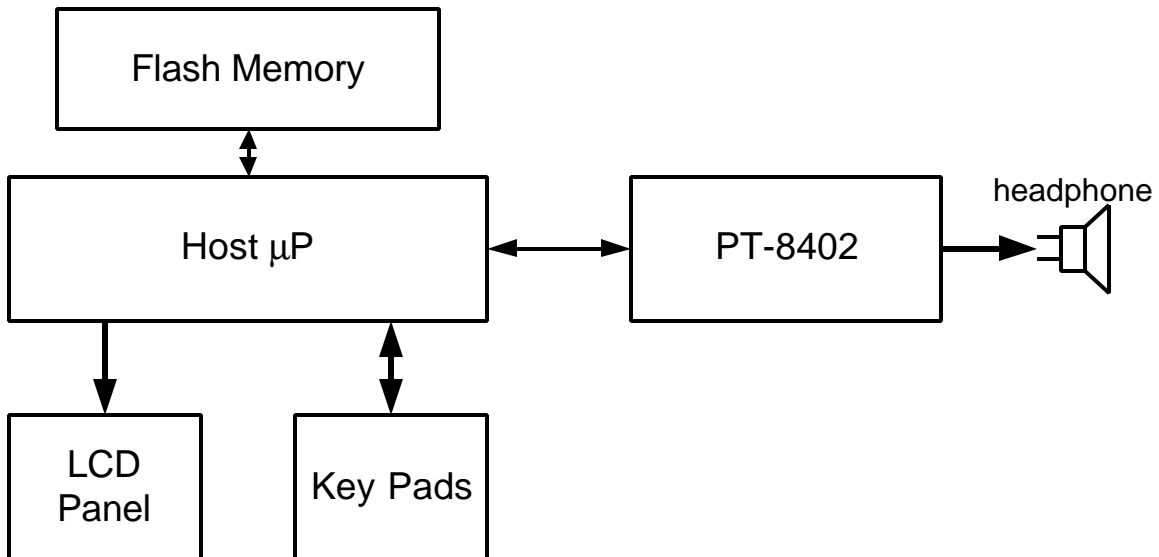 Flash Memory
Host μP
PT-8402
headphone
LCD
Panel
Key Pads